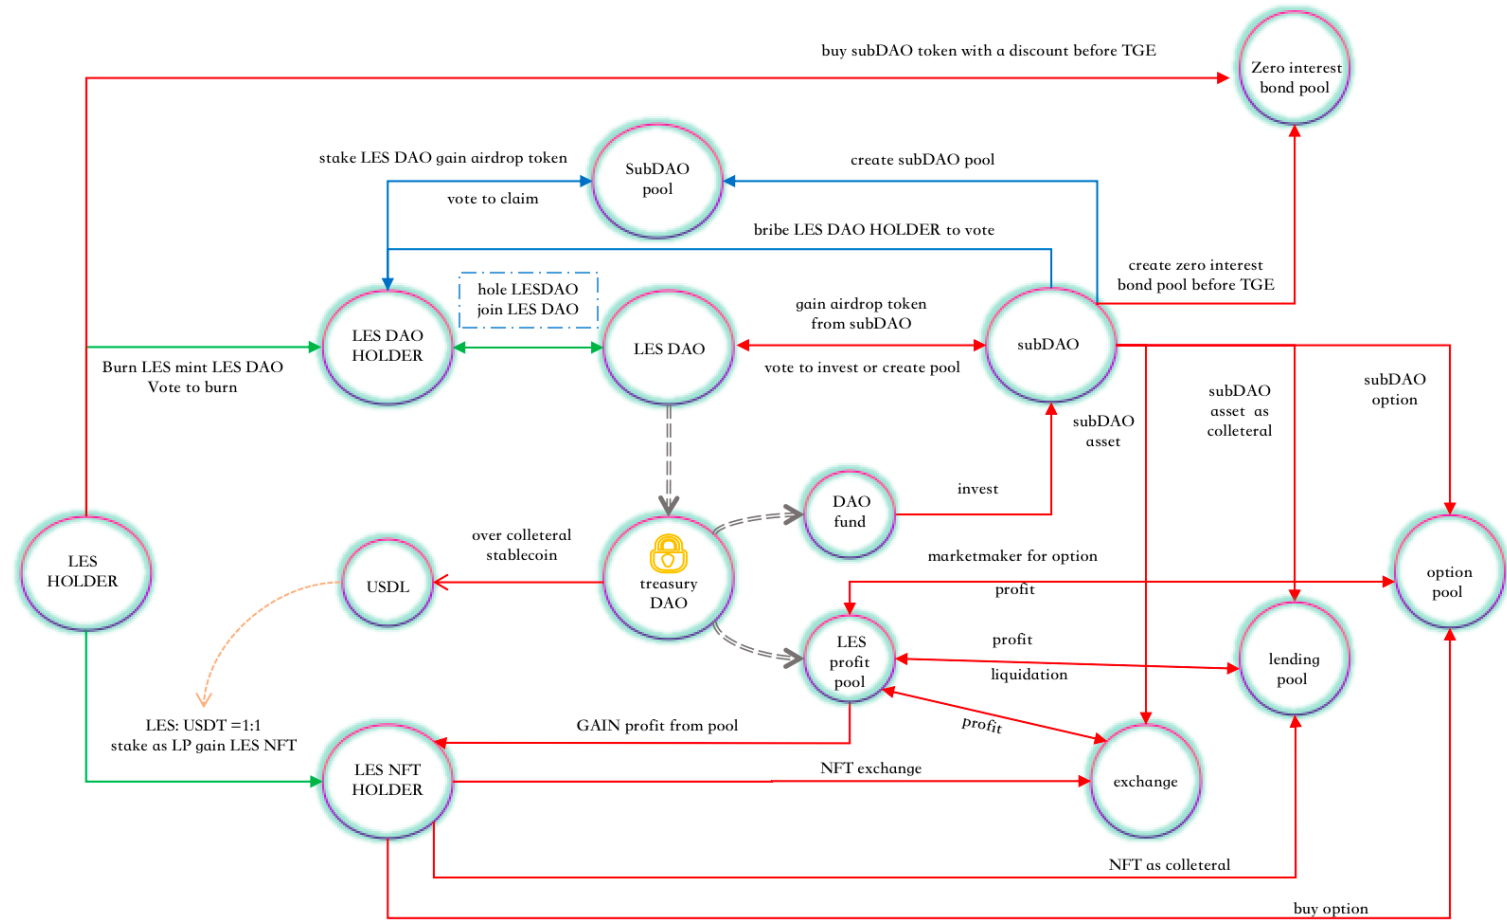 buy subDAO token with a discount before TGE
Zero interest
bond pool
stake LES DAO gain airdrop token
vote to claim
SubDAO
pool
create subDAO pool
bribe LES DAO HOLDER to vote
create zero interest
bond pool before TGE
hole LESDAO
join LES DAO
LES DAO
HOLDER
LES DAO
gain airdrop token
from subDAO
vote to invest or create pool
subDAO
Burn LES mint LES DAO
Vote to burn
subDAO
asset
subDAO
asset as
colleteral
subDAO
option
DAO
fund
invest
LES
HOLDER
USDL
over colleteral
stablecoin
treasury
DAO
marketmaker for option
profit
option
pool
LES
profit
pool
profit
liquidation
lending
pool
LES: USDT =1:1
stake as LP gain LES NFT
GAIN profit from pool
profit
LES NFT
HOLDER
NFT exchange
exchange
NFT as colleteral
buy option